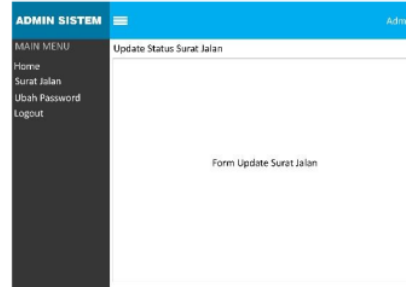 ADMIN SISTEM
Adm
MAIN MENU
Home
Surat Jalan
Ubah Password
Logout
Update Status Surat Jalan
Form Update Surat Jalan